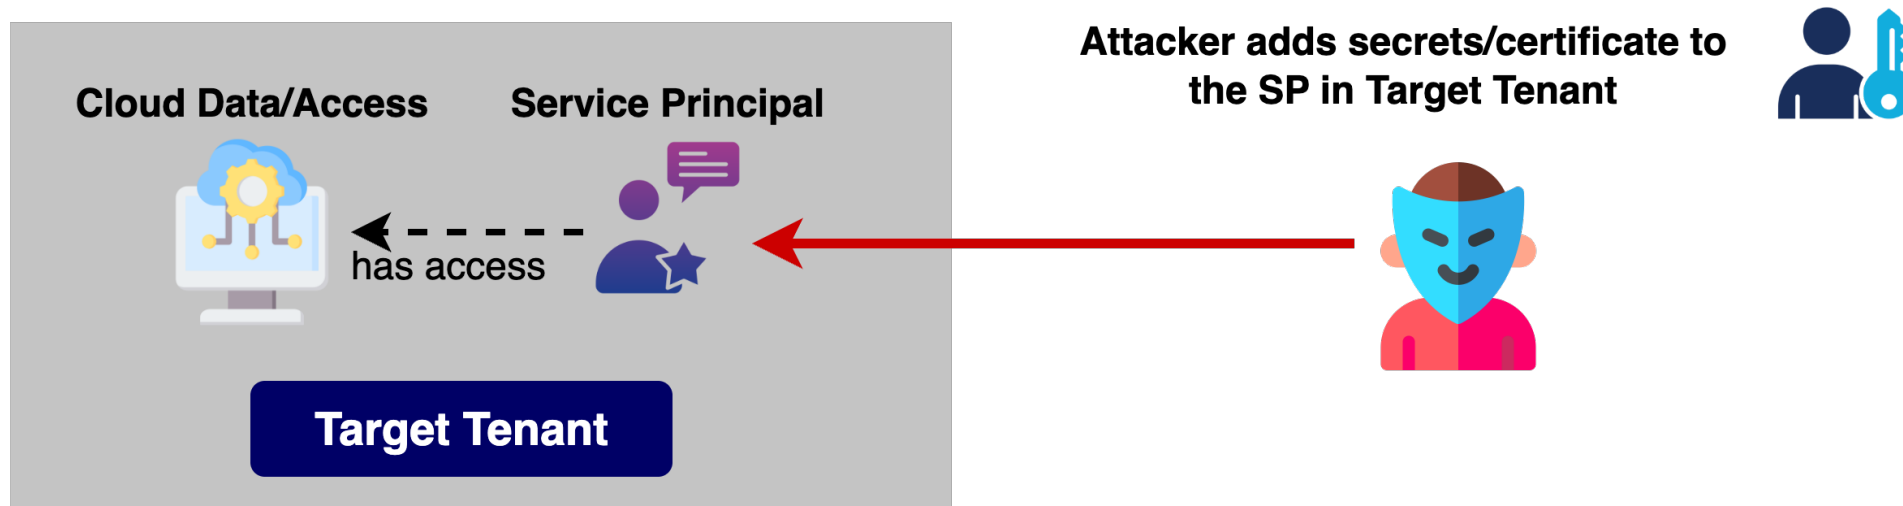 Attacker adds secrets/certificate to
the SP in Target Tenant
Cloud Data/Access
Service Principal
has access
Target Tenant